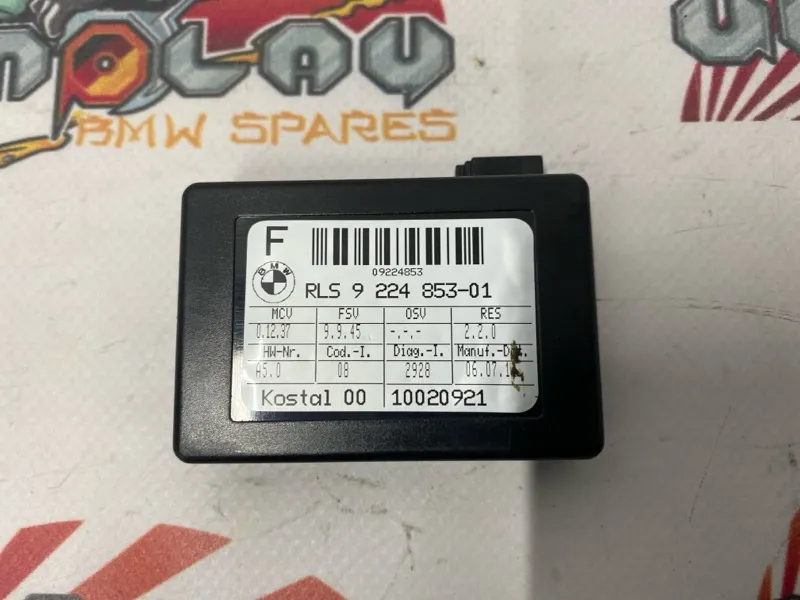 BMW SPARES
F
09224853
BMW
RLS 9 224 853-01
MCV FSV OSV RES
0.12.37 9.9.45 -.-.- 2.2.0
HW-Nr. Cod.-I. Diag.-I.
A5.0 08 2928
Kostal 00 10020921